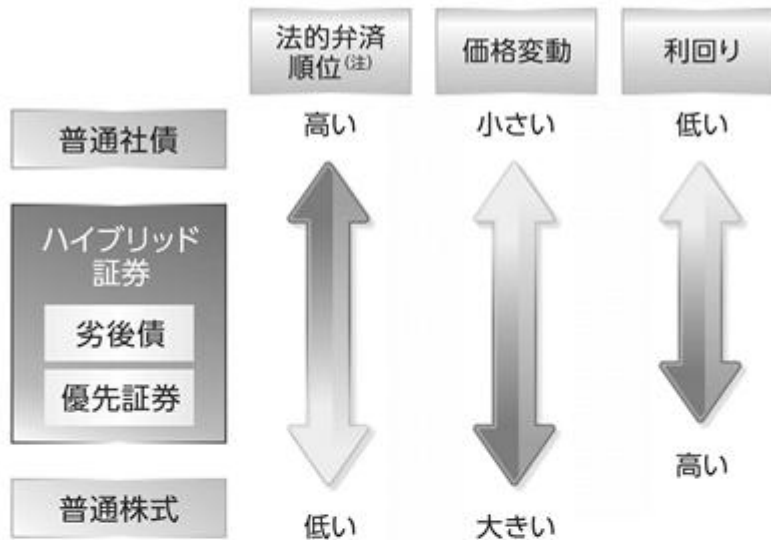 法的弁済
順位(注)
価格変動
利回り
普通社債
高い
小さい
低い
ハイブリッド
証券
劣後債
優先証券
高い
普通株式
低い
大きい